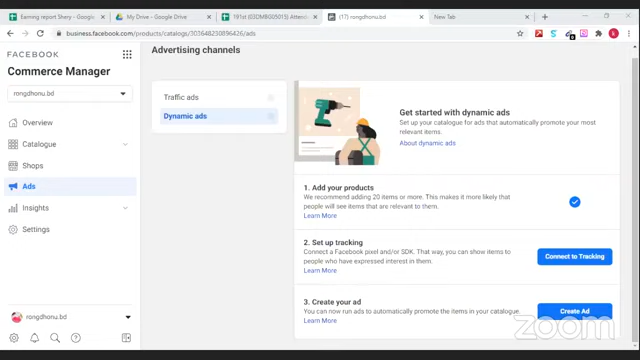 Earning report Shery - Google S
My Drive - Google Drive
191st (03DMBG05015) Attend
(17) rongdhonu.bd
New Tab
business.facebook.com/products/catalogs/303648230896426/ads
FACEBOOK
Commerce Manager
rongdhonu.bd
Overview
Catalogue
Shops
Ads
Insights
Settings
rongdhonu.bd
Advertising channels
Traffic ads
Dynamic ads
Get started with dynamic ads
Set up your catalogue for ads that automatically promote your most
relevant items.
About dynamic ads
1. Add your products
We recommend adding 20 items or more. This makes it more likely that
people will see items that are relevant to them.
Learn More
2. Set up tracking
Connect a Facebook pixel and/or SDK. That way, you can show items to
people who have expressed interest in them.
Learn More
Connect to Tracking
3. Create your ad
You can now run ads to automatically promote the items in your catalogue.
Learn More
Create Ad
zoom